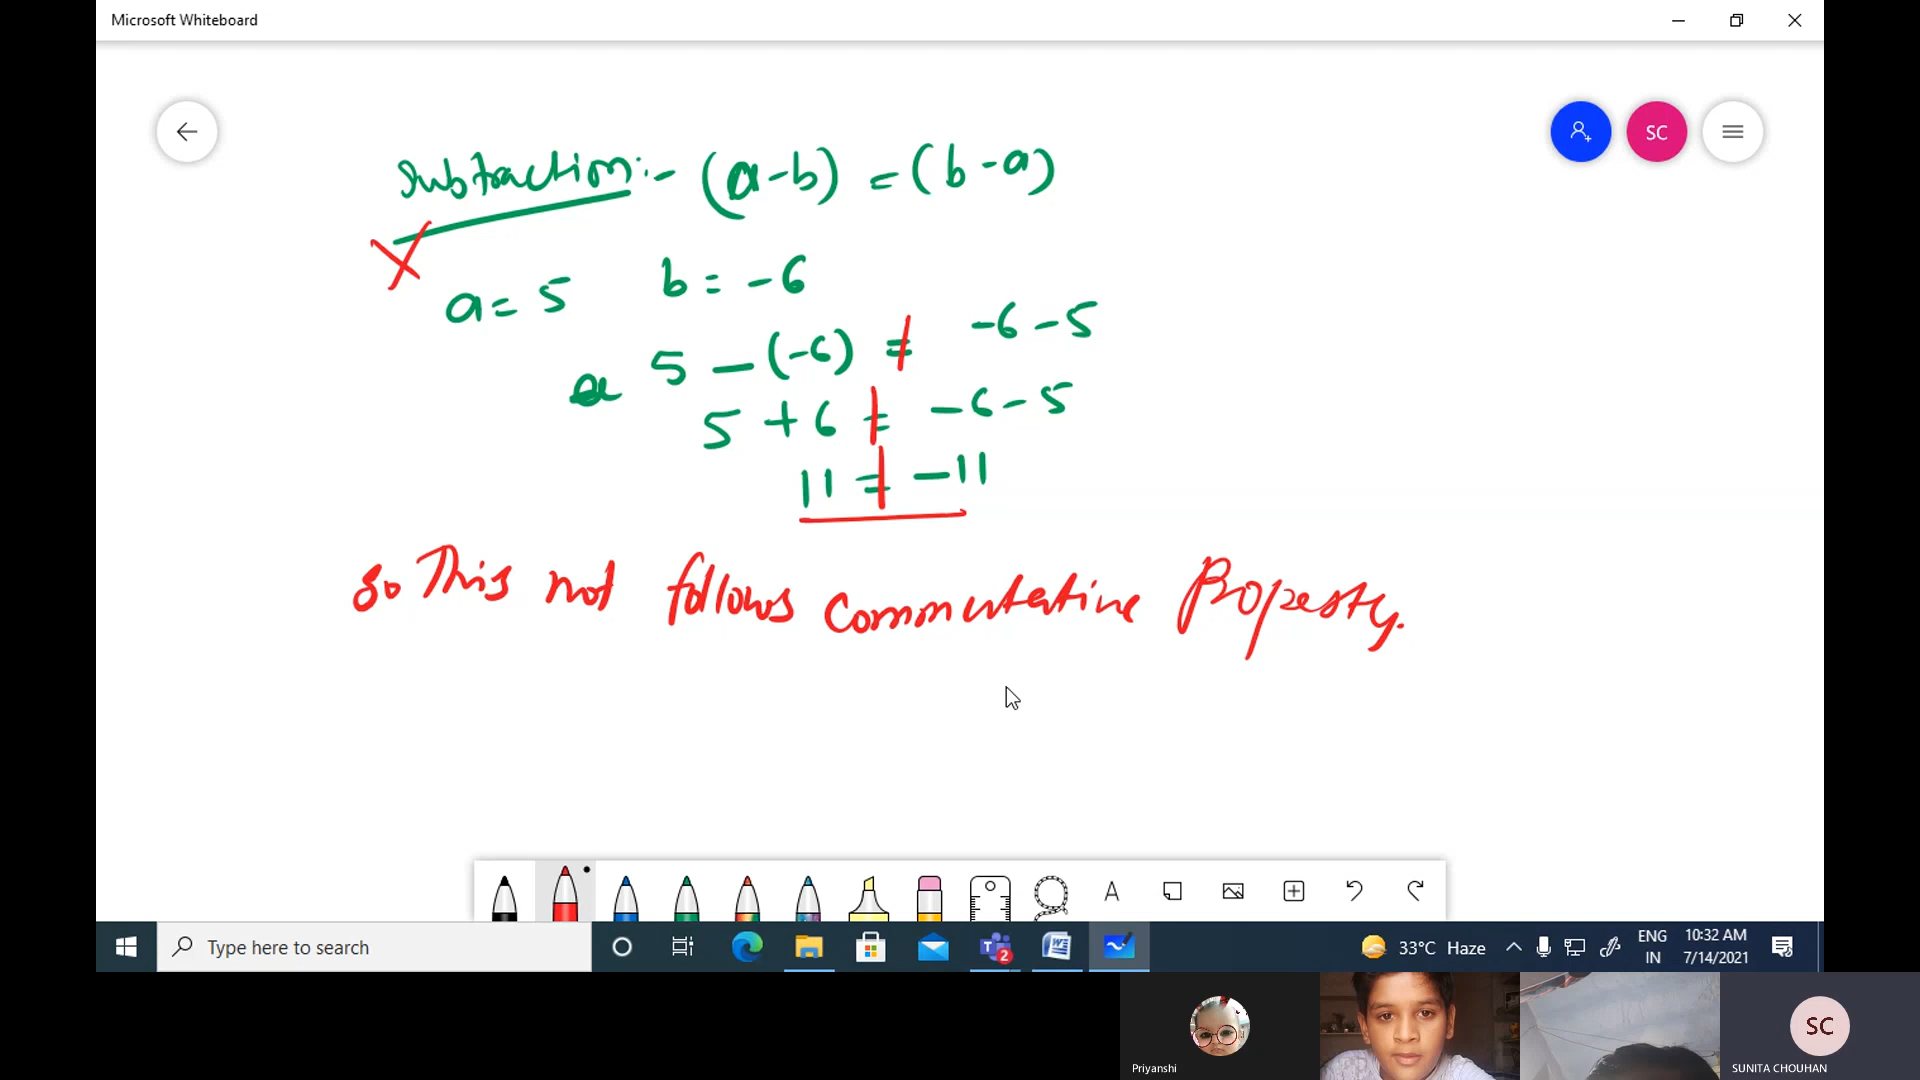 Microsoft Whiteboard
SC
Subtraction:- (a-b) = (b-a)
a = 5 b = -6
5 - (-6) ≠ -6-5
5 + 6 ≠ -6-5
11 ≠ -11
So This not follows Commutative Property.
A
Type here to search
2
33°C Haze
ENG
IN
10:32 AM
7/14/2021
Priyanshi
SC
SUNITA CHOUHAN